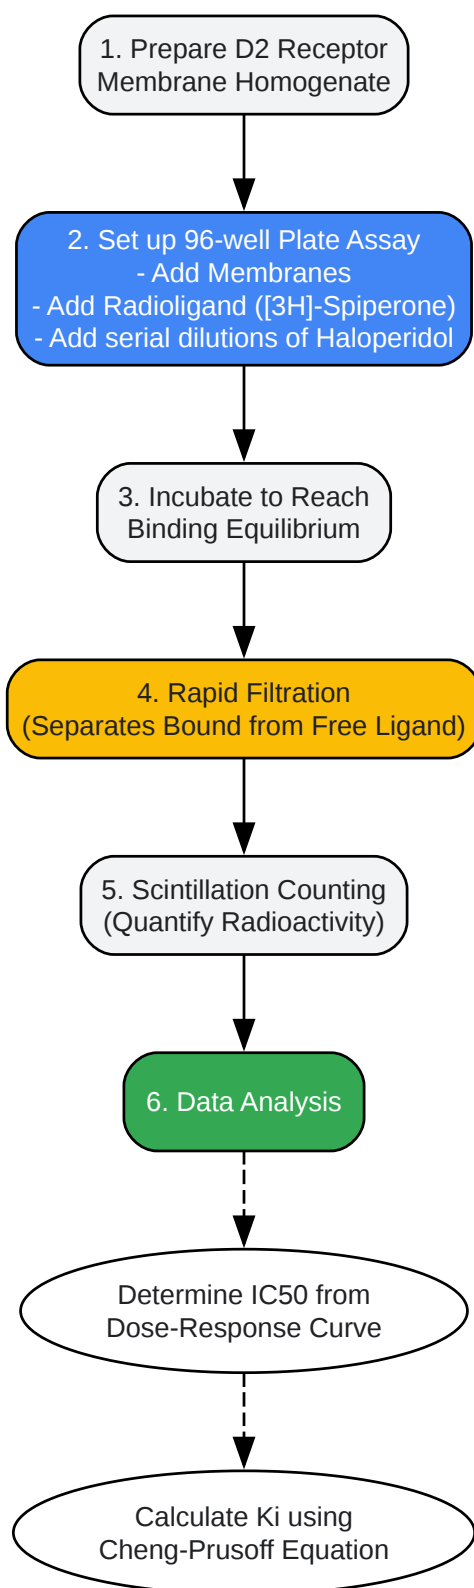 1. Prepare D2 Receptor
Membrane Homogenate
2. Set up 96-well Plate Assay
- Add Membranes
- Add Radioligand ([3H]-Spiperone)
- Add serial dilutions of Haloperidol
3. Incubate to Reach
Binding Equilibrium
4. Rapid Filtration
(Separates Bound from Free Ligand)
5. Scintillation Counting
(Quantify Radioactivity)
6. Data Analysis
Determine IC50 from
Dose-Response Curve
Calculate Ki using
Cheng-Prusoff Equation